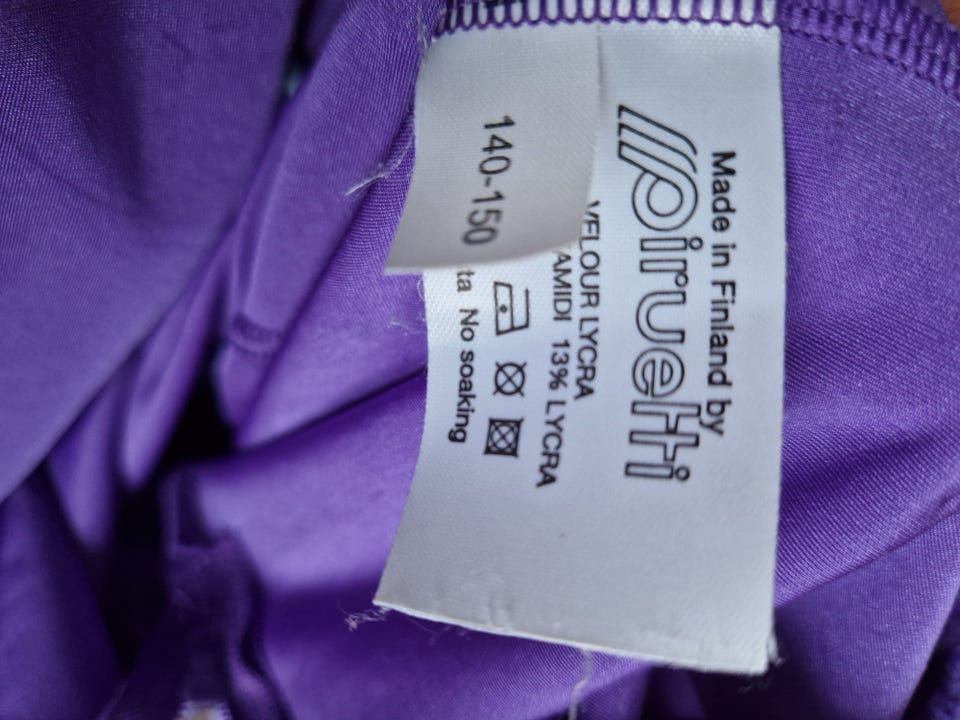 Made in Finland by
piruetti
VELOUR LYCRA
AMIDI 13% LYCRA
ta No soaking
140-150